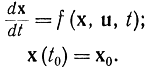 dx/dt = f (x, u, t);
x (t₀) = x₀.